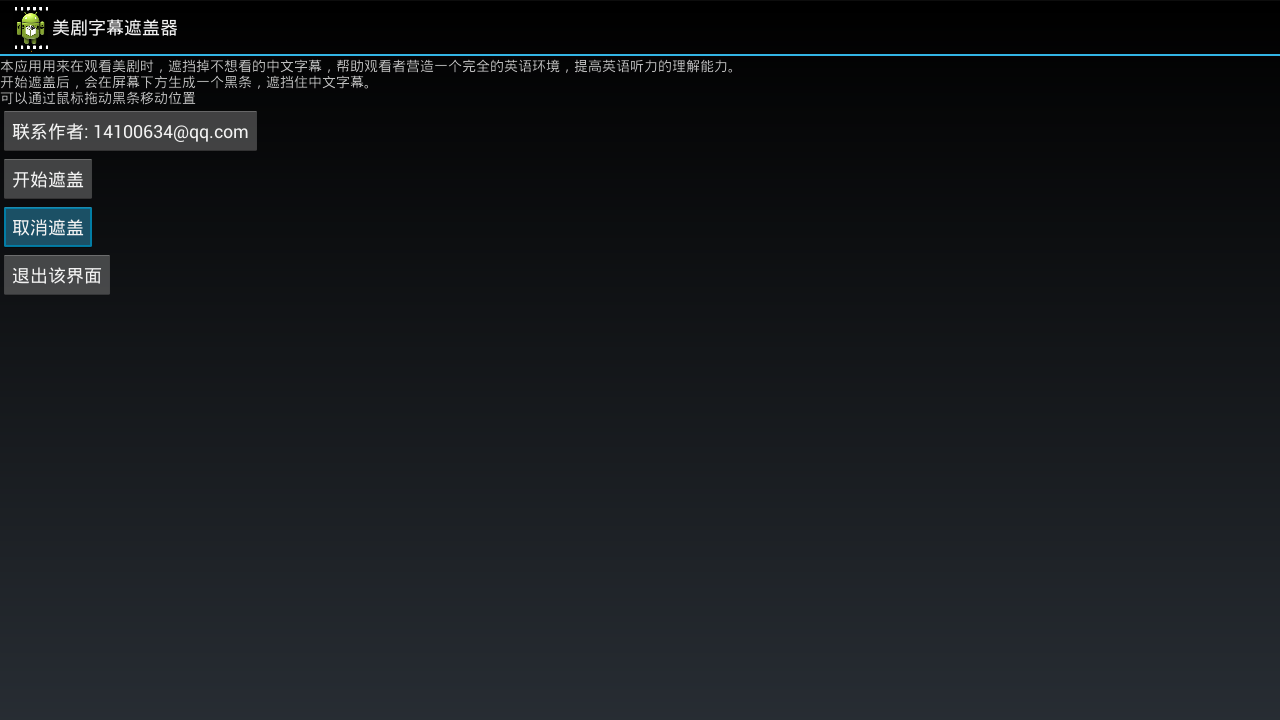 美剧字幕遮盖器
本应用用来在观看美剧时，遮挡掉不想看的中文字幕，帮助观看者营造一个完全的英语环境，提高英语听力的理解能力。
开始遮盖后，会在屏幕下方生成一个黑条，遮挡住中文字幕。
可以通过鼠标拖动黑条移动位置
联系作者: 14100634@qq.com
开始遮盖
取消遮盖
退出该界面